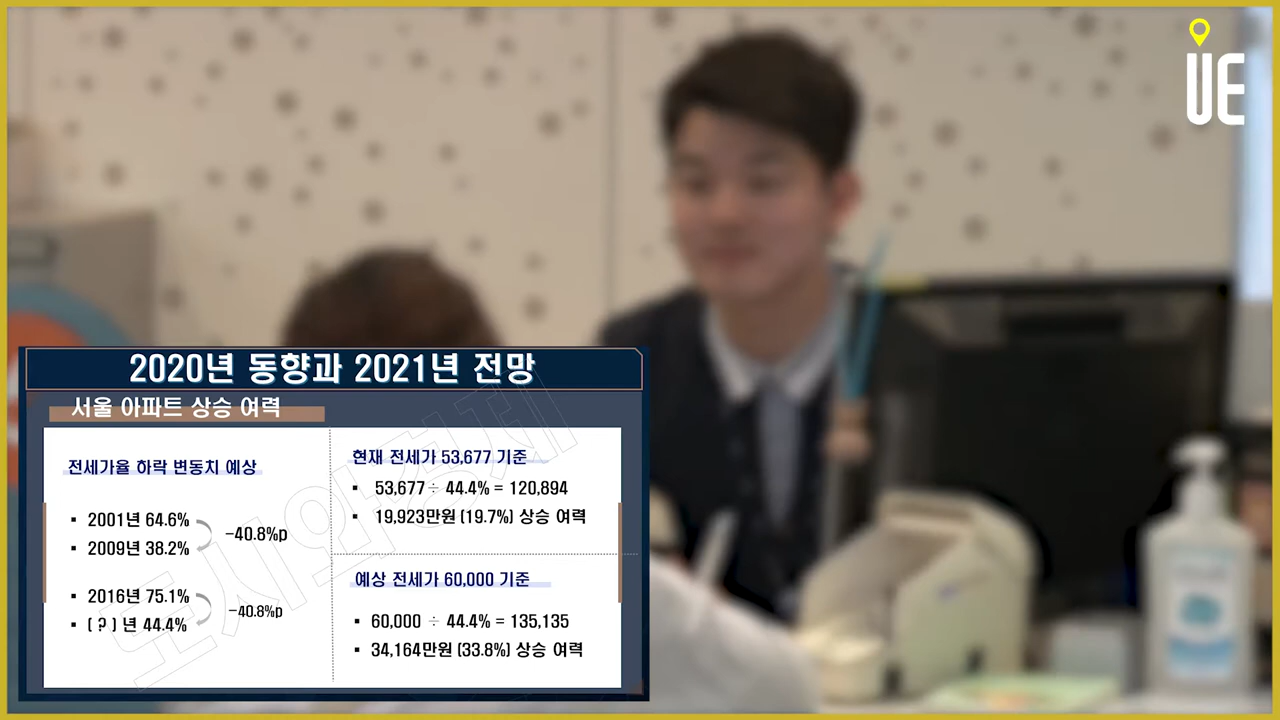 UE
2020년 동향과 2021년 전망
서울 아파트 상승 여력
전세가율 하락 변동치 예상
▪ 2001년 64.6%
▪ 2009년 38.2%
-40.8%p
▪ 2016년 75.1%
▪ ( ? ) 년 44.4%
-40.8%p
현재 전세가 53,677 기준
▪ 53,677 ÷ 44.4% = 120,894
▪ 19,923만원 (19.7%) 상승 여력
예상 전세가 60,000 기준
▪ 60,000 ÷ 44.4% = 135,135
▪ 34,164만원 (33.8%) 상승 여력
도시와경제